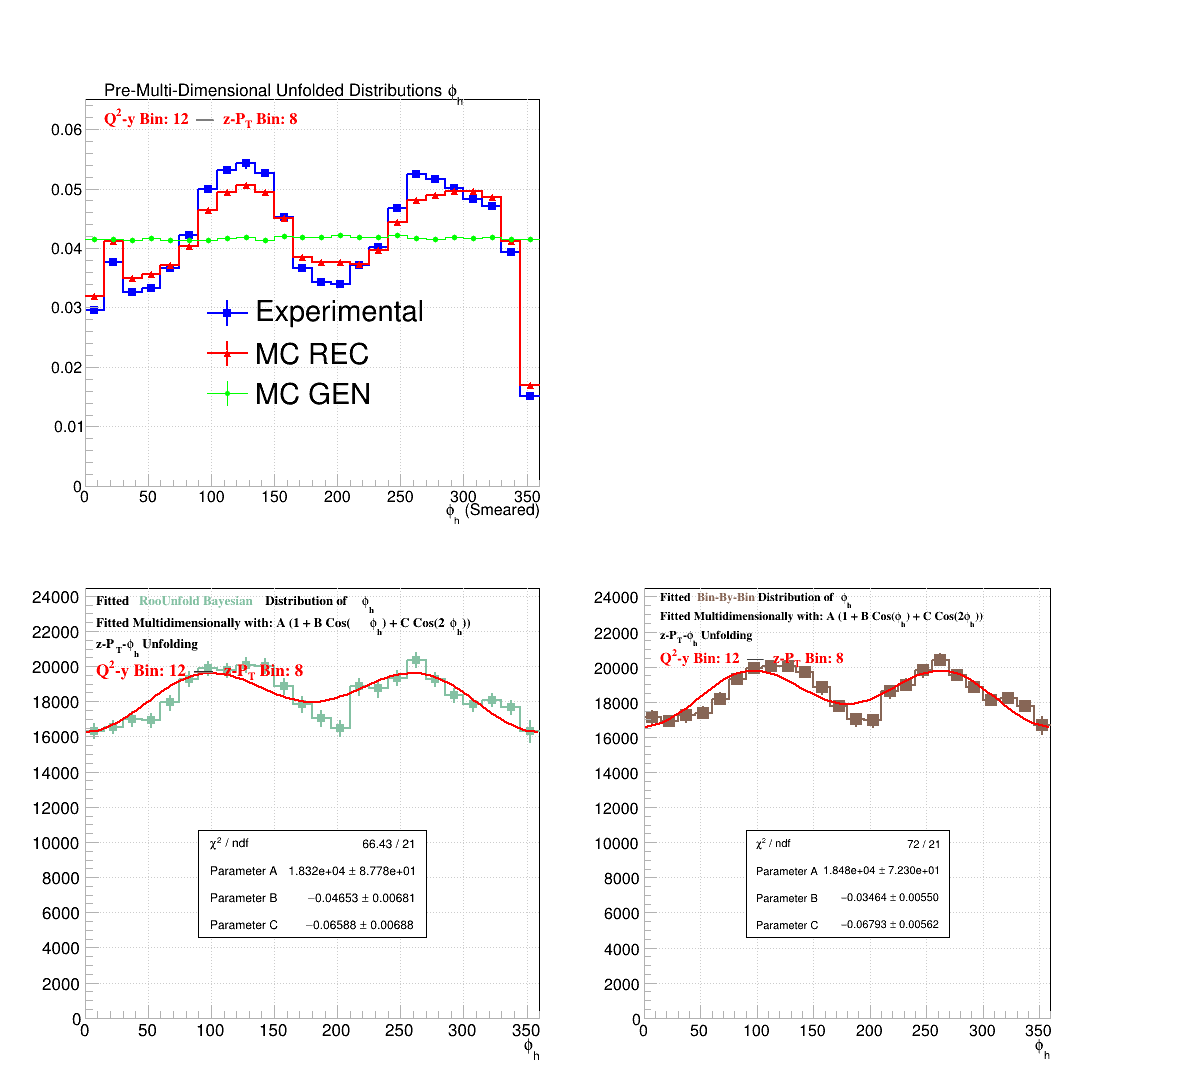 Pre-Multi-Dimensional Unfolded Distributions ϕh
Q2-y Bin: 12 — z-PT Bin: 8
0.06
0.05
0.04
0.03
0.02
0.01
0
Experimental
MC REC
MC GEN
0 50 100 150 200 250 300 350
ϕh (Smeared)
Fitted RooUnfold Bayesian Distribution of ϕh
Fitted Multidimensionally with: A (1 + B Cos( ϕh) + C Cos(2 ϕh))
z-PT-ϕh Unfolding
Q2-y Bin: 12 — z-PT Bin: 8
24000
22000
20000
18000
16000
14000
12000
10000
8000
6000
4000
2000
0
χ2 / ndf 66.43 / 21
Parameter A 1.832e+04 ± 8.778e+01
Parameter B −0.04653 ± 0.00681
Parameter C −0.06588 ± 0.00688
0 50 100 150 200 250 300 350
ϕh
Fitted Bin-By-Bin Distribution of ϕh
Fitted Multidimensionally with: A (1 + B Cos(ϕh) + C Cos(2ϕh))
z-PT-ϕh Unfolding
Q2-y Bin: 12 — z-PT Bin: 8
24000
22000
20000
18000
16000
14000
12000
10000
8000
6000
4000
2000
0
χ2 / ndf 72 / 21
Parameter A 1.848e+04 ± 7.230e+01
Parameter B −0.03464 ± 0.00550
Parameter C −0.06793 ± 0.00562
0 50 100 150 200 250 300 350
ϕh